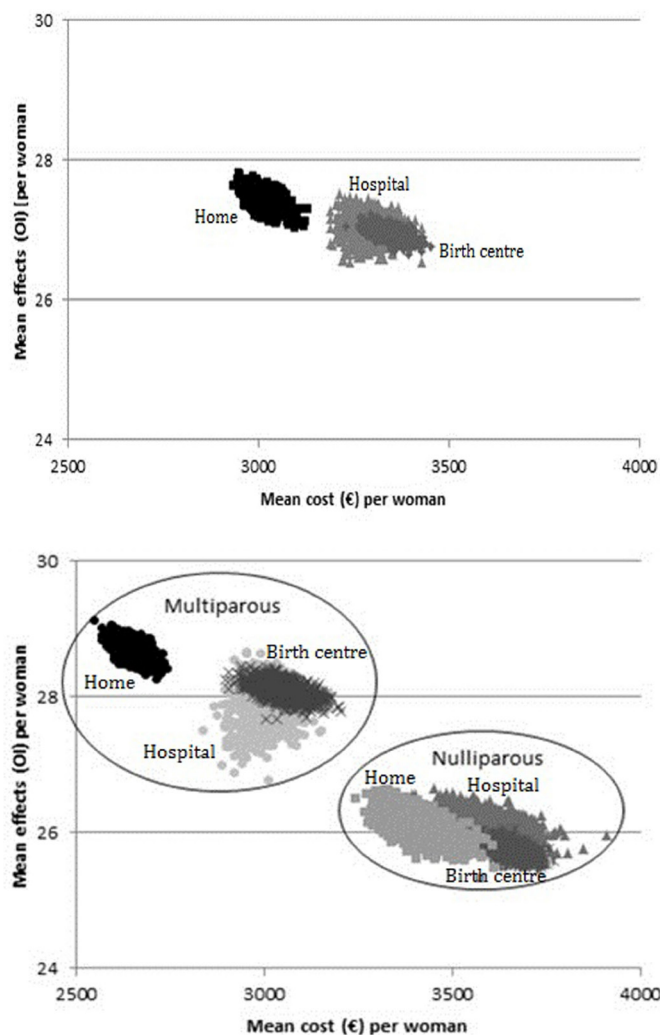 30
28
26
24
2500
3000
3500
4000
Mean effects (OI) [per woman
Mean cost (€) per woman
Home
Hospital
Birth centre
30
28
26
24
2500
3000
3500
4000
Mean effects (OI) per woman
Mean cost (€) per woman
Multiparous
Home
Birth centre
Hospital
Nulliparous
Home
Hospital
Birth centre